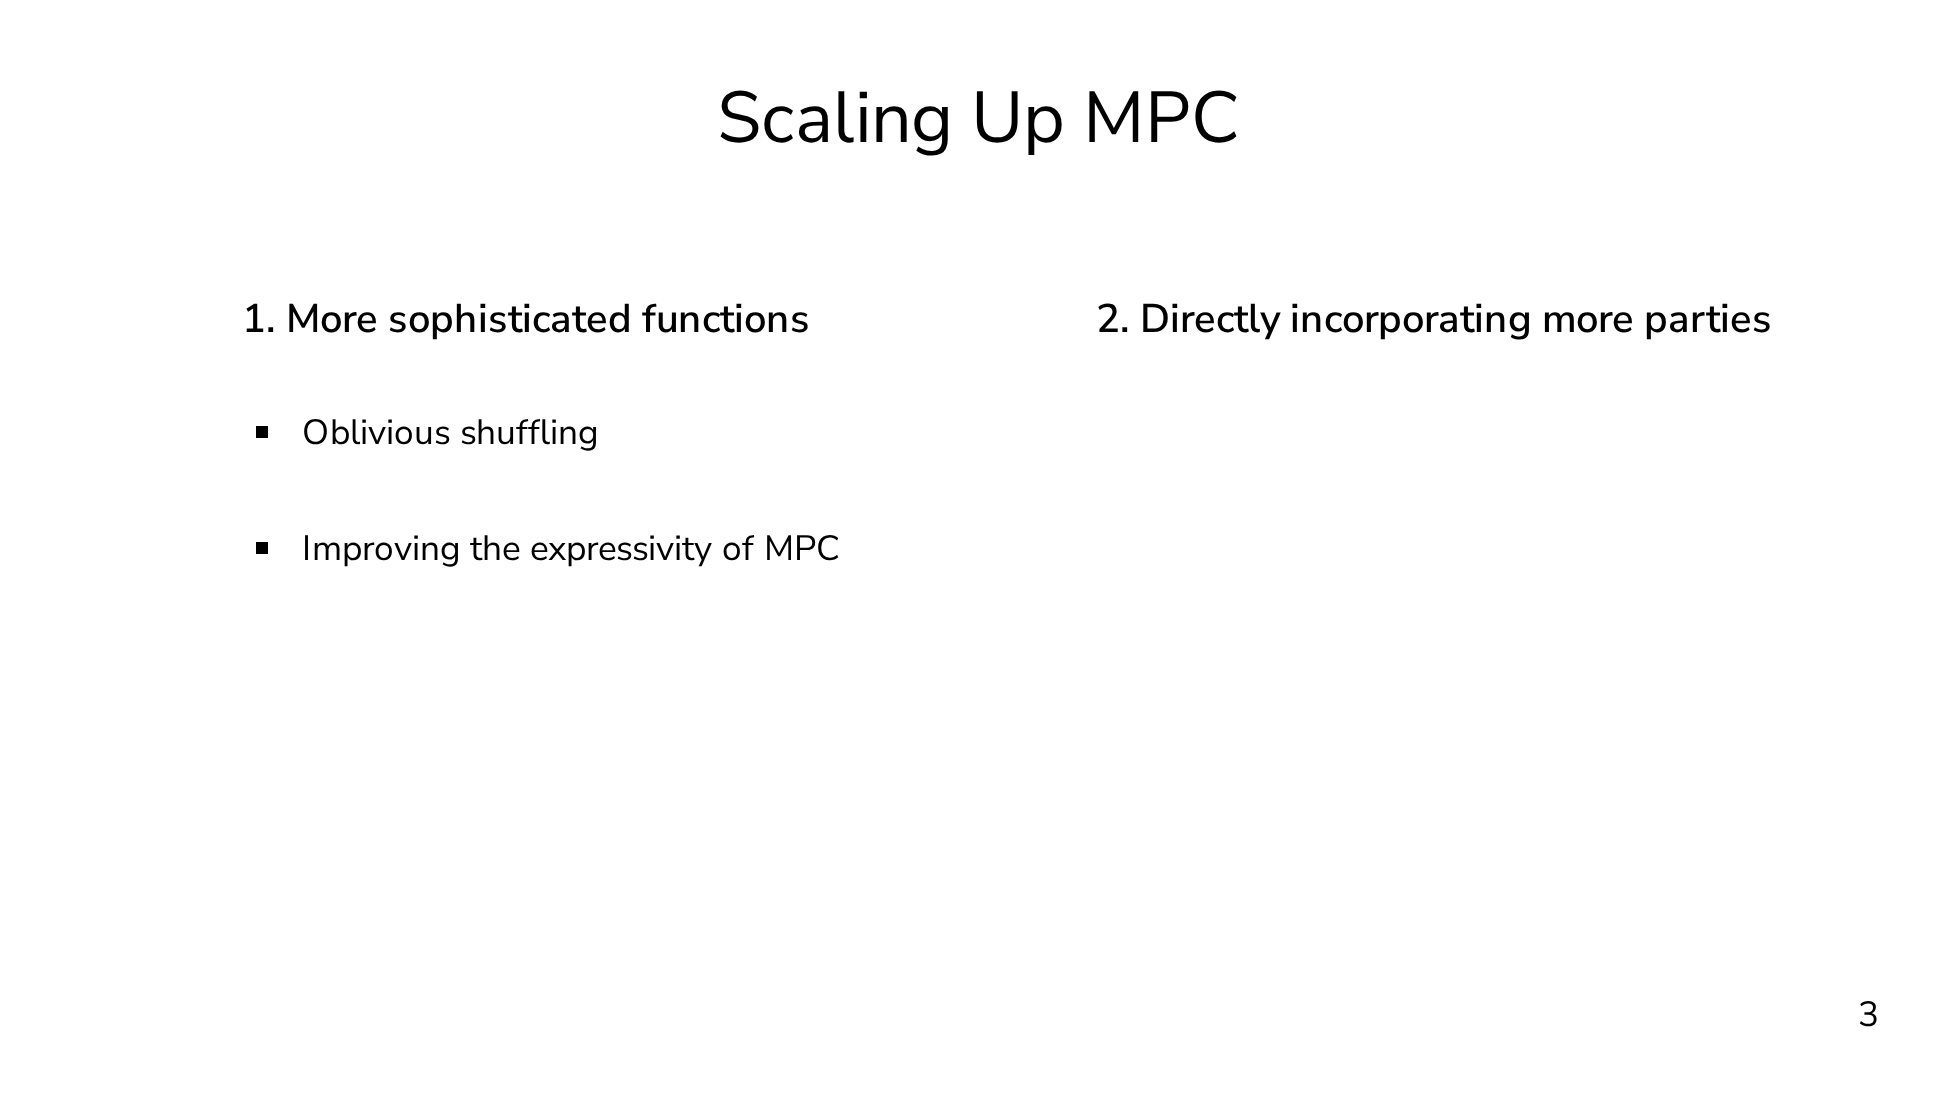 Scaling Up MPC
1. More sophisticated functions
▪ Oblivious shuffling
▪ Improving the expressivity of MPC
2. Directly incorporating more parties
3